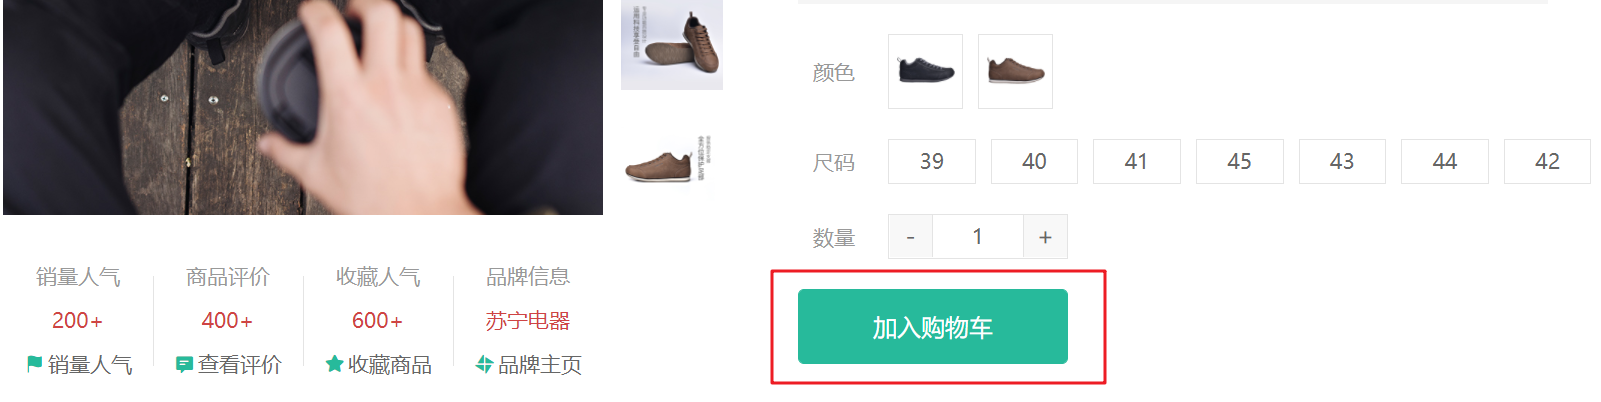 颜色
尺码 39 40 41 45 43 44 42
数量 - 1 +
加入购物车
销量人气 商品评价 收藏人气 品牌信息
200+ 400+ 600+ 苏宁电器
销量人气 查看评价 收藏商品 品牌主页